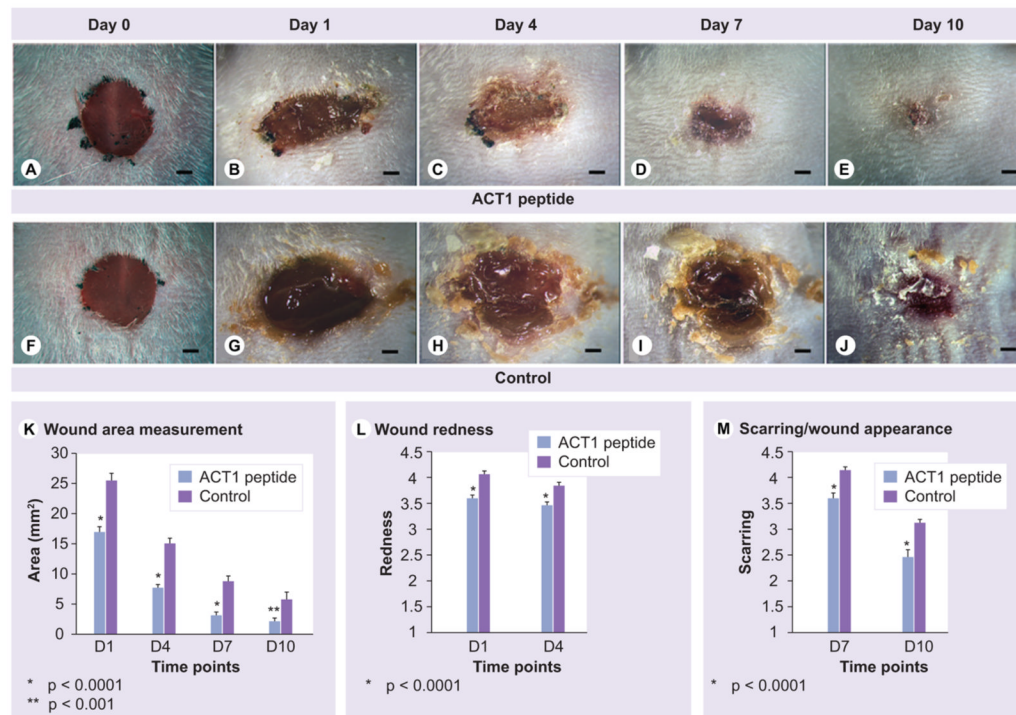 Day 0 Day 1 Day 4 Day 7 Day 10
A B C D E
ACT1 peptide
F G H I J
Control
K Wound area measurement
30
25
20
15
10
5
0
Area (mm²)
ACT1 peptide
Control
* * * **
D1 D4 D7 D10
Time points
* p < 0.0001
** p < 0.001
L Wound redness
4.5
4
3.5
3
2.5
2
1
1
Redness
ACT1 peptide
Control
* *
D1 D4
Time points
* p < 0.0001
M Scarring/wound appearance
4.5
4
3.5
3
2.5
2
1
1
Scarring
ACT1 peptide
Control
* *
D7 D10
Time points
* p < 0.0001